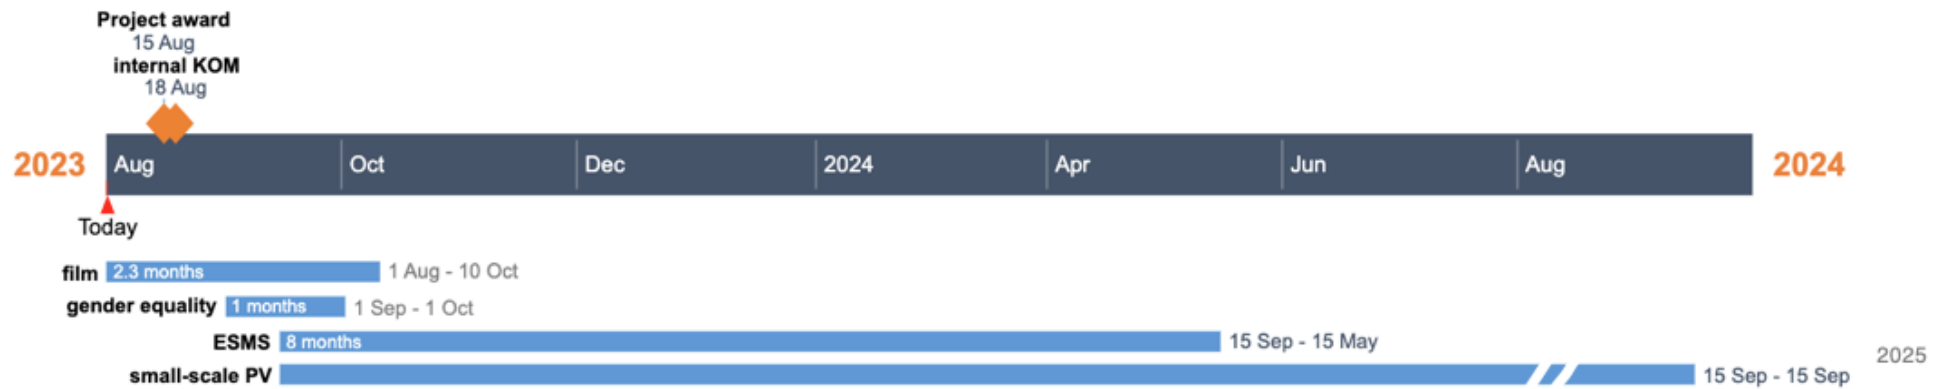 Project award
15 Aug
internal KOM
18 Aug
2023 Aug Oct Dec 2024 Apr Jun Aug 2024
Today
film 2.3 months 1 Aug - 10 Oct
gender equality 1 months 1 Sep - 1 Oct
ESMS 8 months 15 Sep - 15 May
2025
small-scale PV 15 Sep - 15 Sep